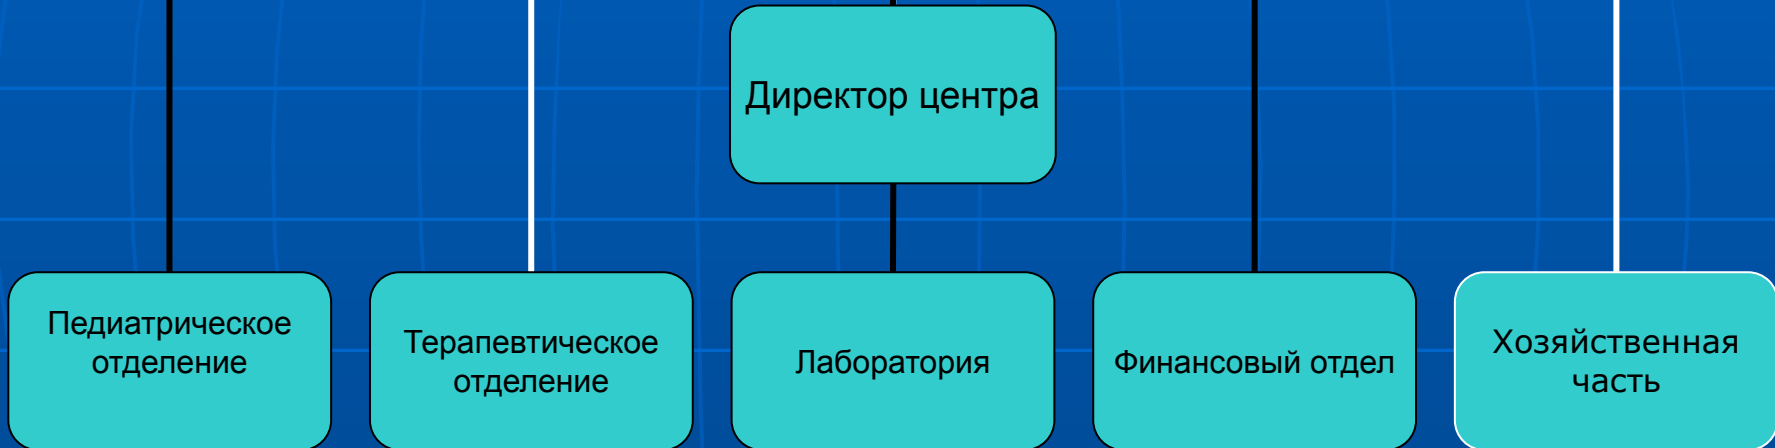 Директор центра
Педиатрическое
отделение
Терапевтическое
отделение
Лаборатория
Финансовый отдел
Хозяйственная
часть